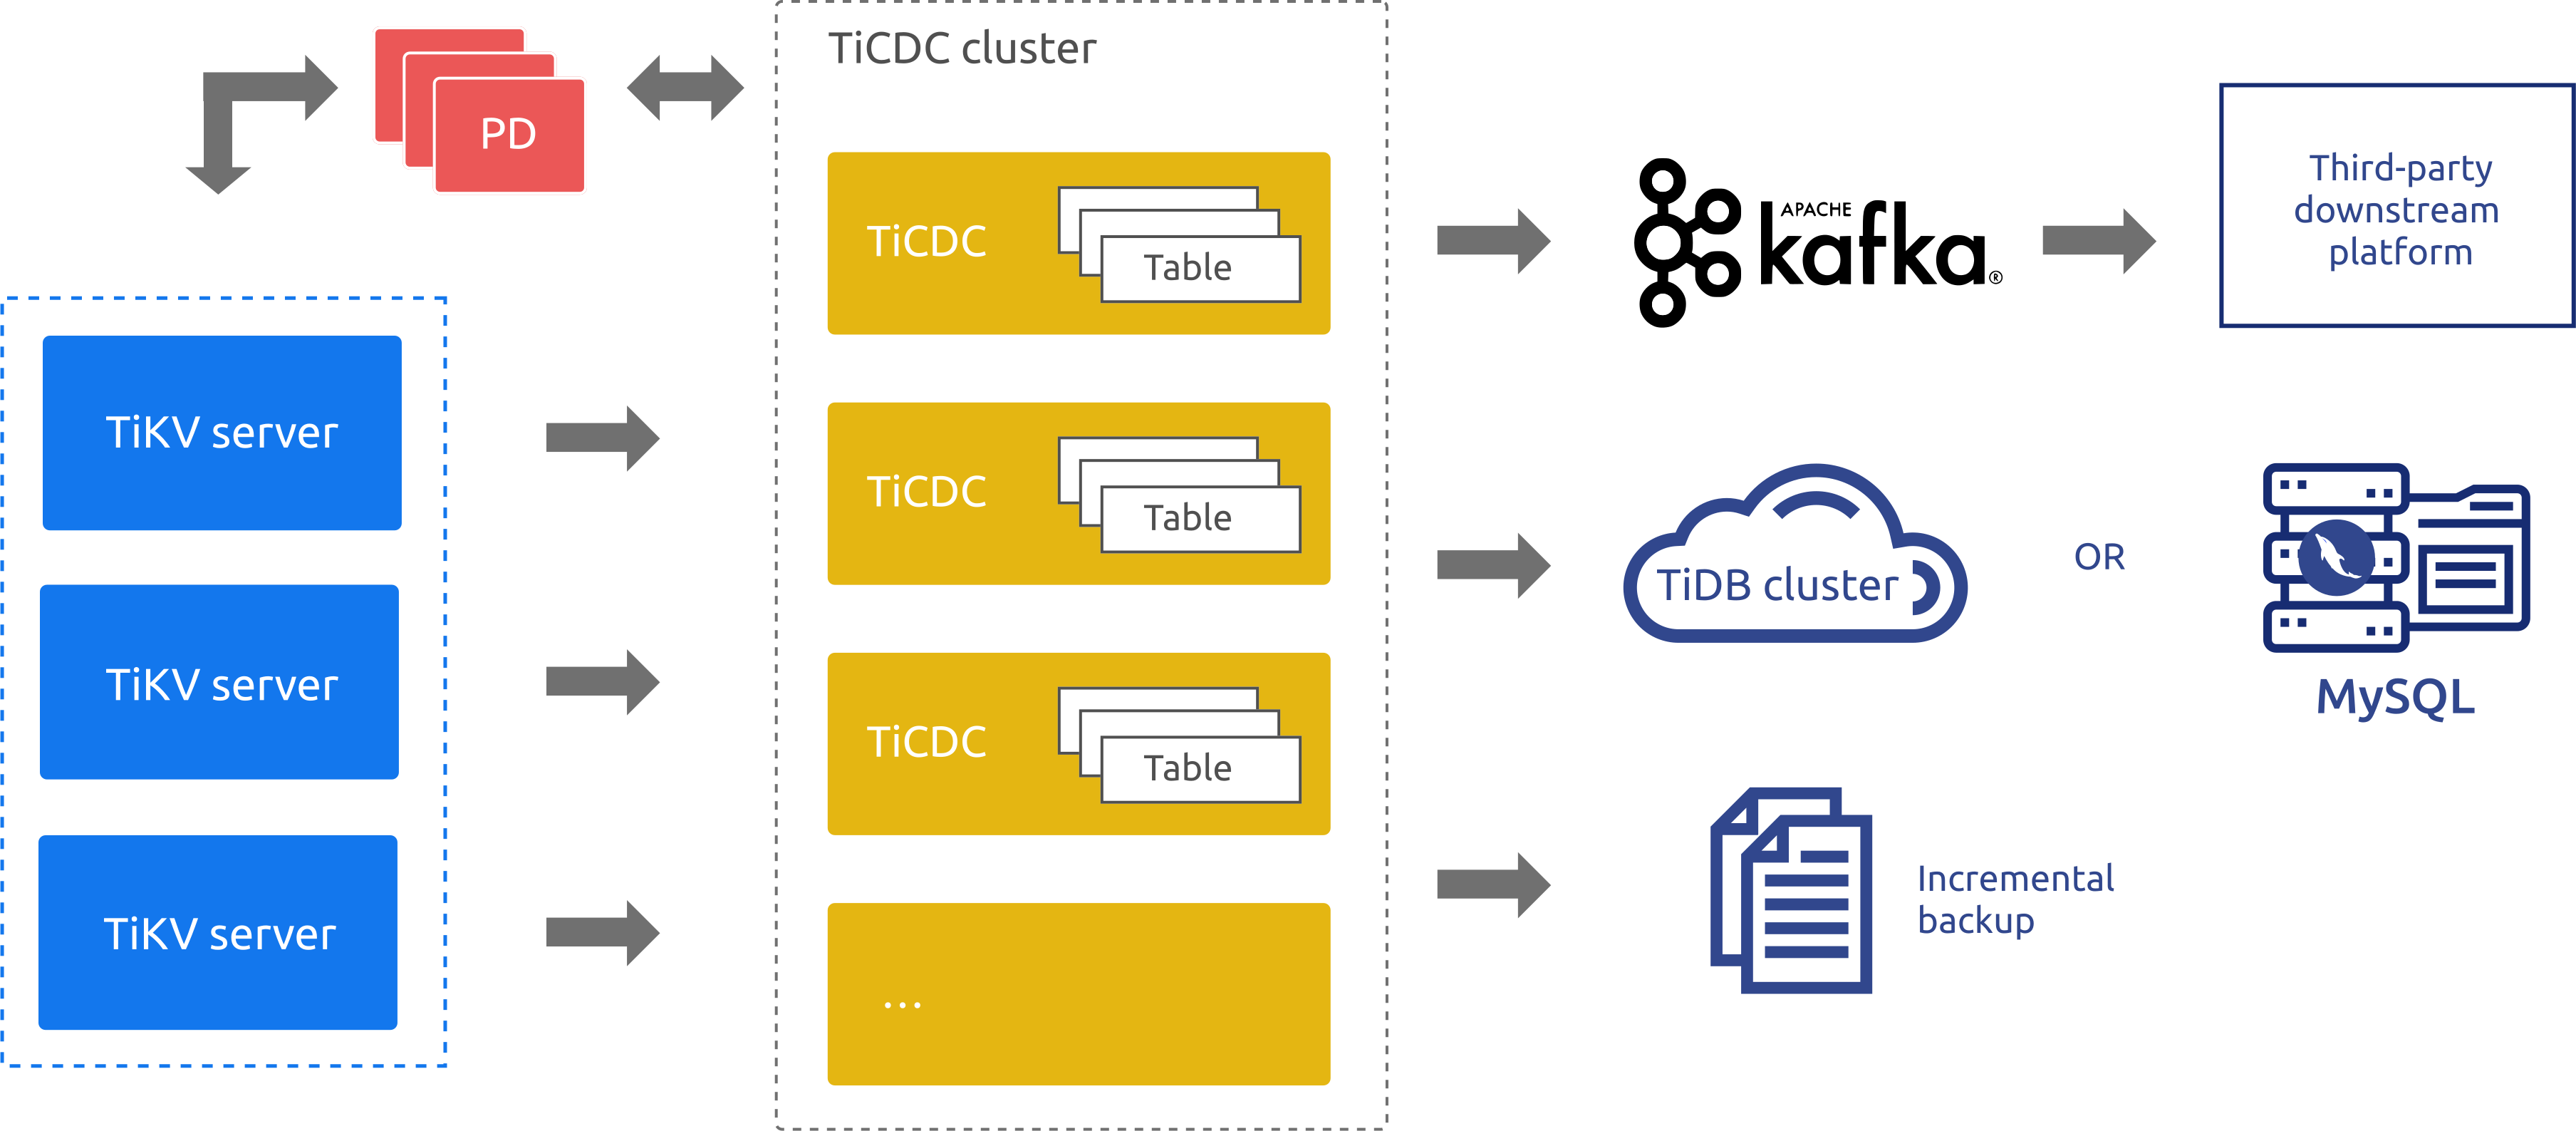 TiCDC cluster
PD
TiCDC
Table
APACHE
kafka®
Third-party
downstream
platform
TiKV server
TiCDC
Table
TiDB cluster
OR
MySQL
TiKV server
TiCDC
Table
TiKV server
...
Incremental
backup